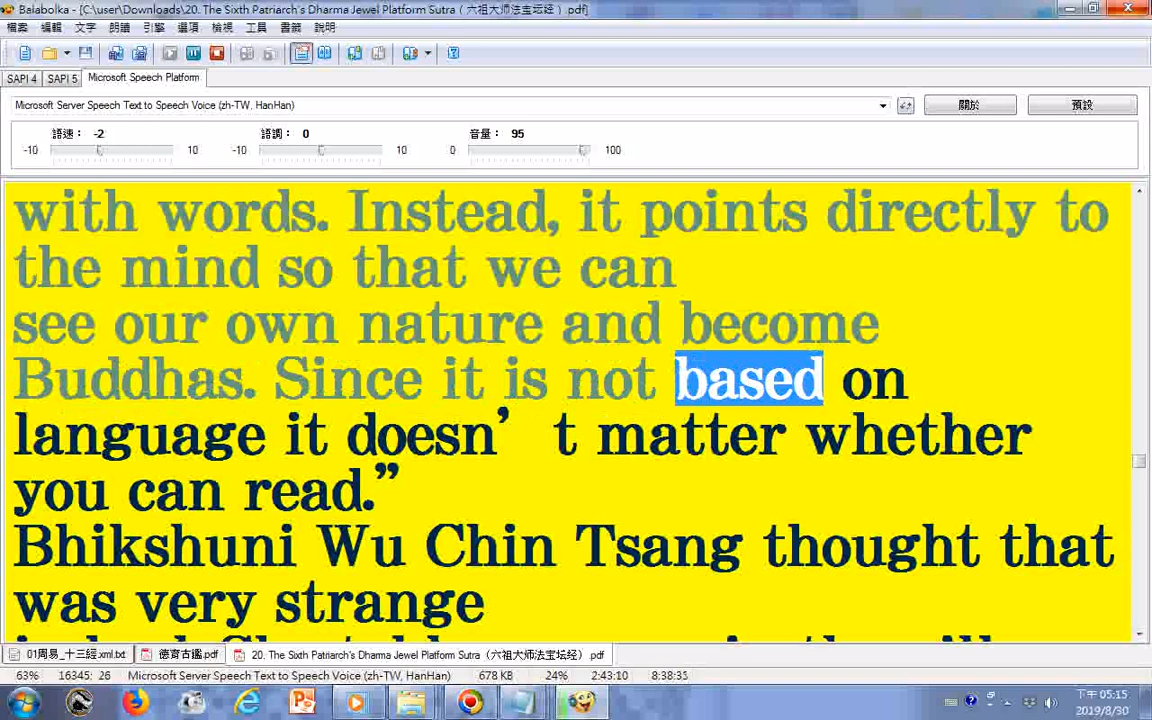 Balabolka - [C:\user\Downloads\20. The Sixth Patriarch's Dharma Jewel Platform Sutra（六祖大师法宝坛经）.pdf]
檔案 編輯 文字 朗讀 引擎 選項 檢視 工具 書籤 說明
SAPI 4 SAPI 5 Microsoft Speech Platform
Microsoft Server Speech Text to Speech Voice (zh-TW, HanHan) 關於 預設
語速： -2 語調： 0 音量： 95
-10 10 -10 10 0 100
with words. Instead, it points directly to
the mind so that we can
see our own nature and become
Buddhas. Since it is not based on
language it doesn’t matter whether
you can read.”
Bhikshuni Wu Chin Tsang thought that
was very strange
01周易_十三經.xml.txt 德育古鑑.pdf 20. The Sixth Patriarch's Dharma Jewel Platform Sutra（六祖大师法宝坛经）.pdf
63% 16345: 26 Microsoft Server Speech Text to Speech Voice (zh-TW, HanHan) 678 KB 24% 2:43:10 8:38:35
下午 05:15
2019/8/30